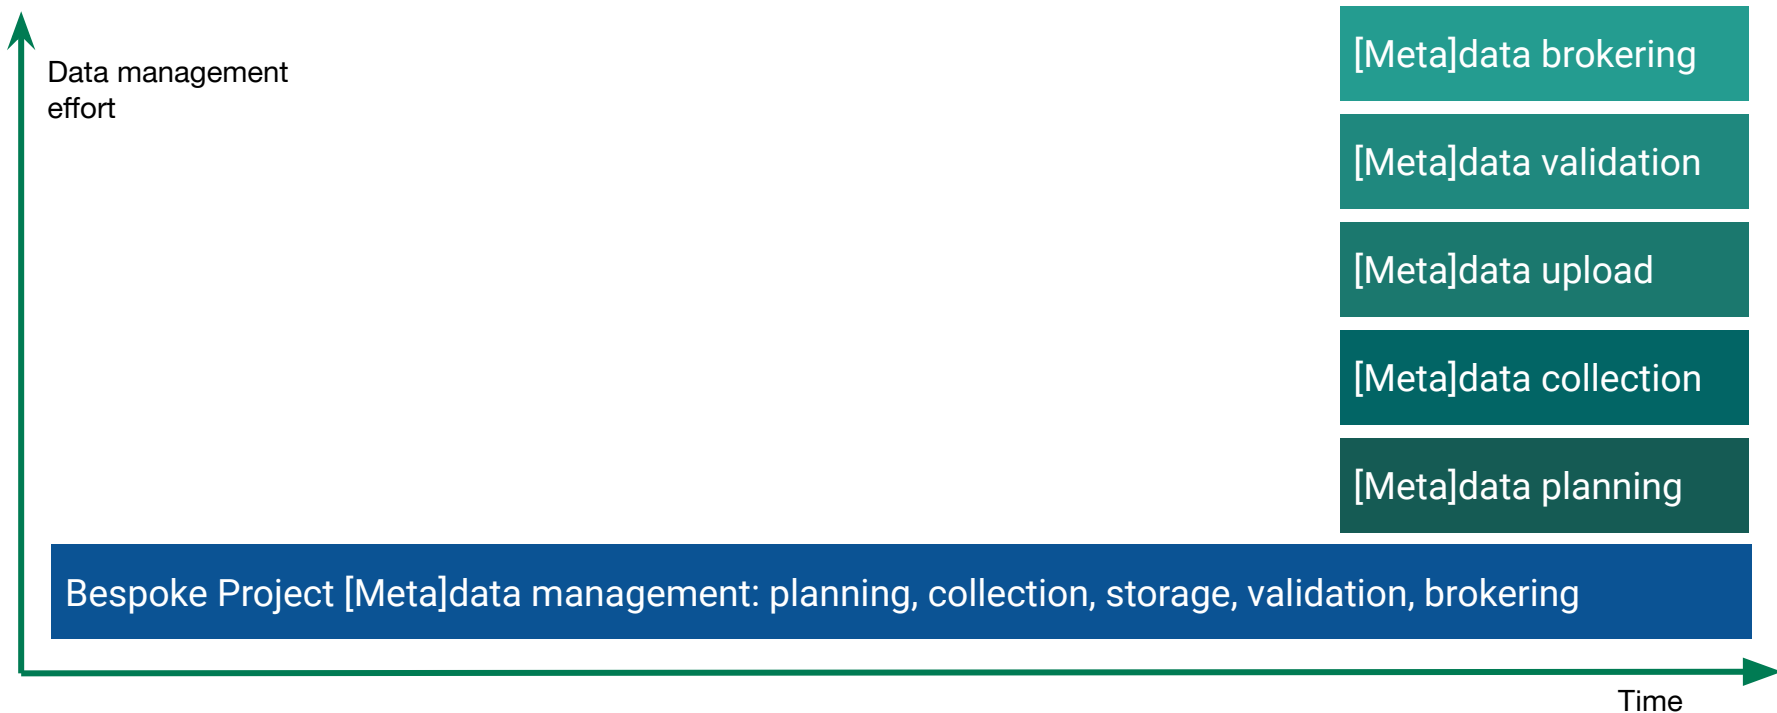 Data management
effort
[Meta]data brokering
[Meta]data validation
[Meta]data upload
[Meta]data collection
[Meta]data planning
Bespoke Project [Meta]data management: planning, collection, storage, validation, brokering
Time